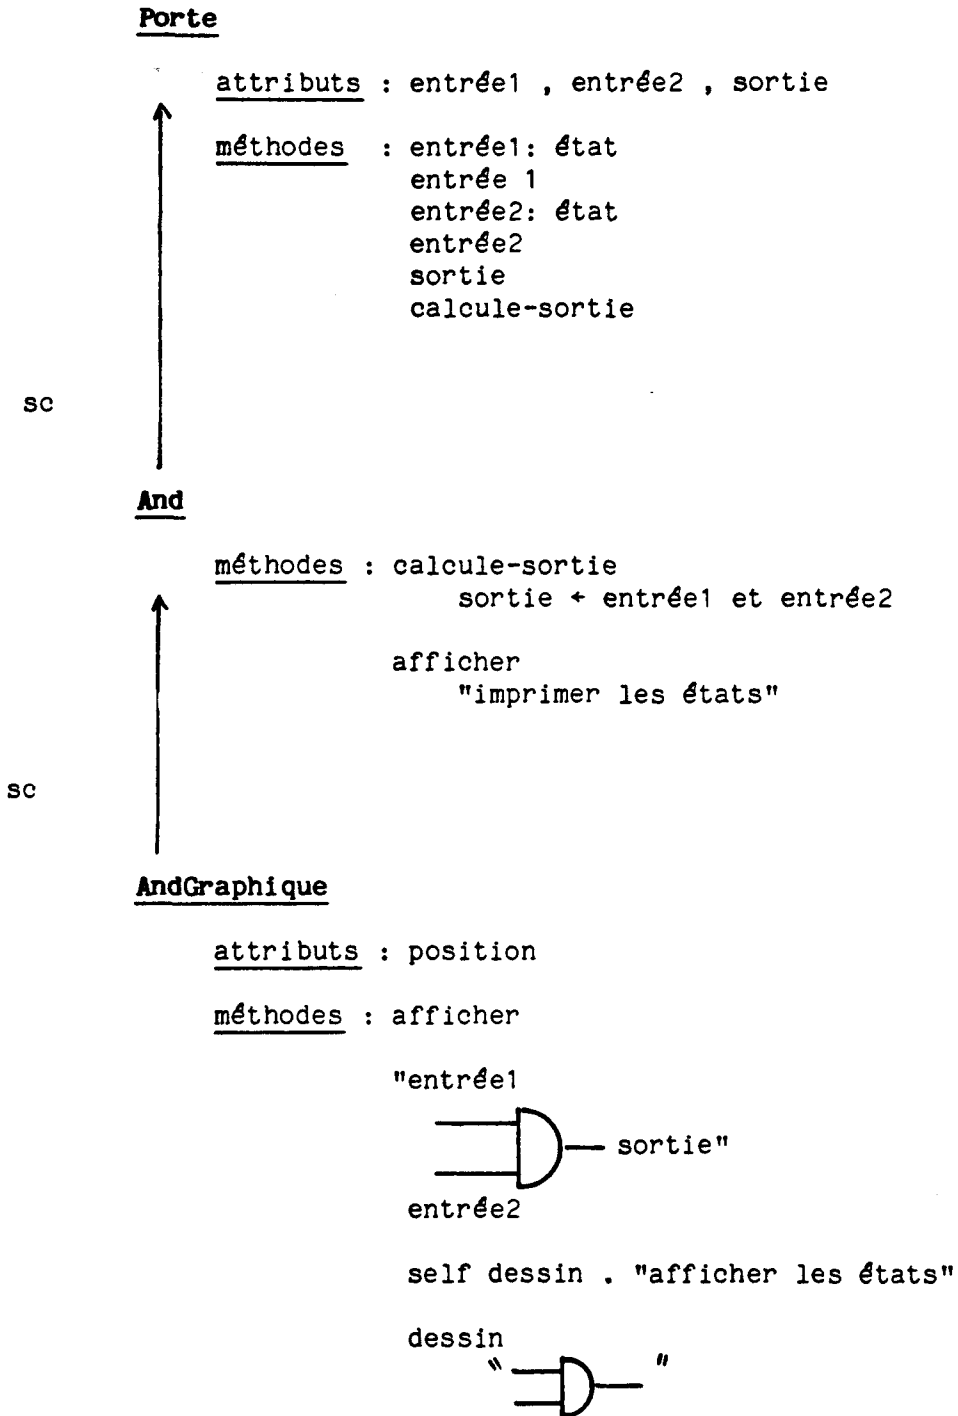 Porte
attributs : entrée1 , entrée2 , sortie
méthodes : entrée1: état
entrée 1
entrée2: état
entrée2
sortie
calcule-sortie
sc
And
méthodes : calcule-sortie
sortie ← entrée1 et entrée2
afficher
"imprimer les états"
sc
AndGraphique
attributs : position
méthodes : afficher
"entrée1
sortie"
entrée2
self dessin . "afficher les états"
dessin
" "